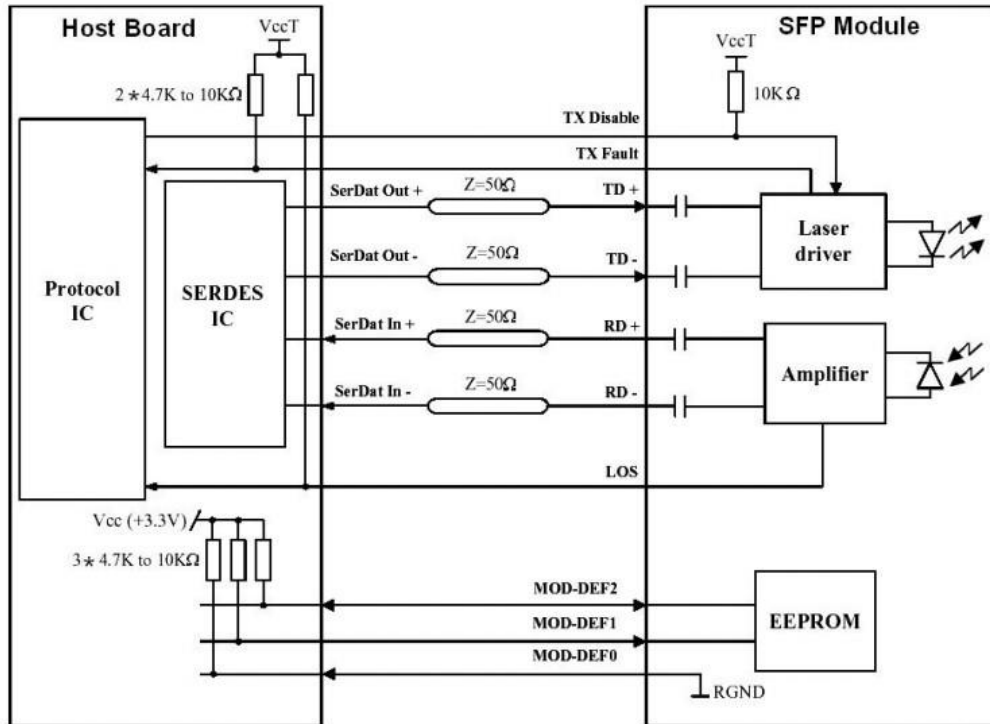 Host Board
SFP Module
VccT
VccT
2*4.7K to 10KΩ
10KΩ
TX Disable
TX Fault
SerDat Out +
Z=50Ω
TD +
SerDat Out -
Z=50Ω
TD -
Laser
driver
Protocol
IC
SERDES
IC
SerDat In +
Z=50Ω
RD +
SerDat In -
Z=50Ω
RD -
Amplifier
LOS
Vcc (+3.3V)
3*4.7K to 10KΩ
MOD-DEF2
MOD-DEF1
MOD-DEF0
EEPROM
RGND